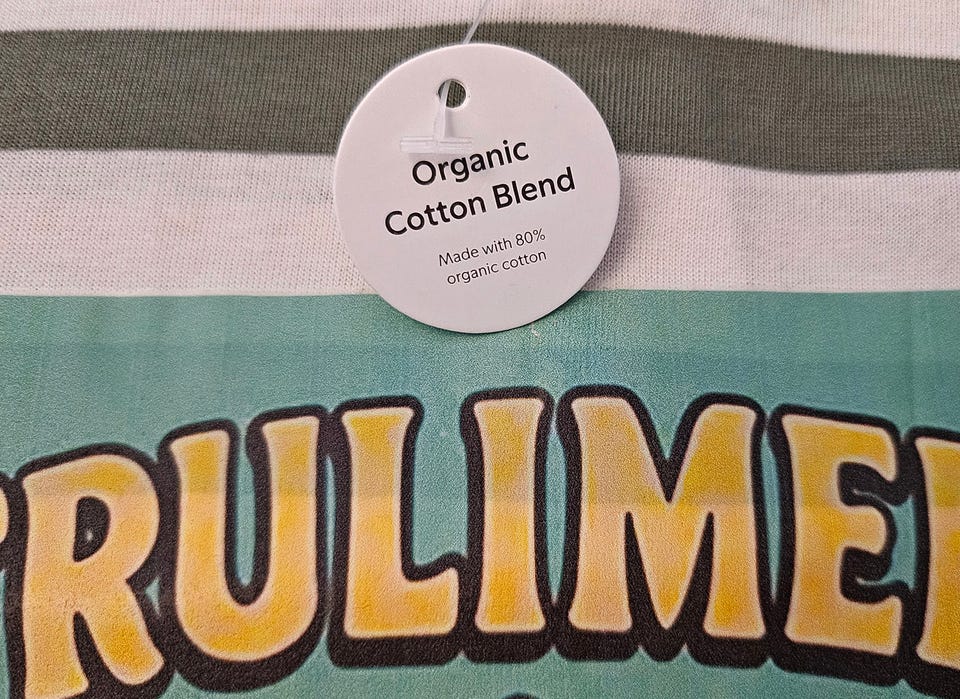 Organic
Cotton Blend
Made with 80%
organic cotton
RULIME